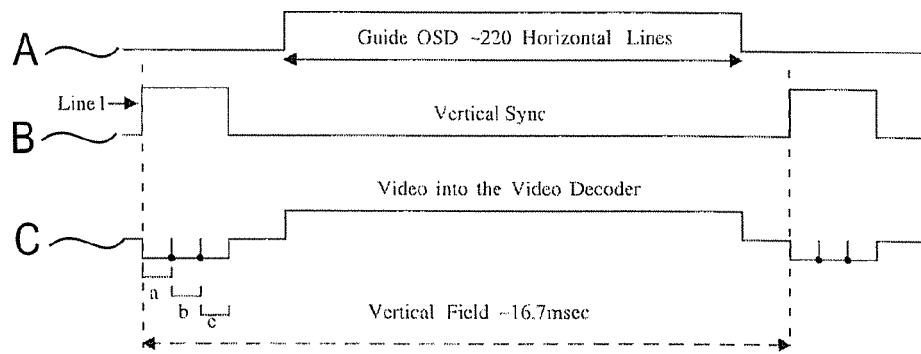 A
Guide OSD ~220 Horizontal Lines
Line 1
B
Vertical Sync
Video into the Video Decoder
C
a
b
c
Vertical Field ~16.7msec